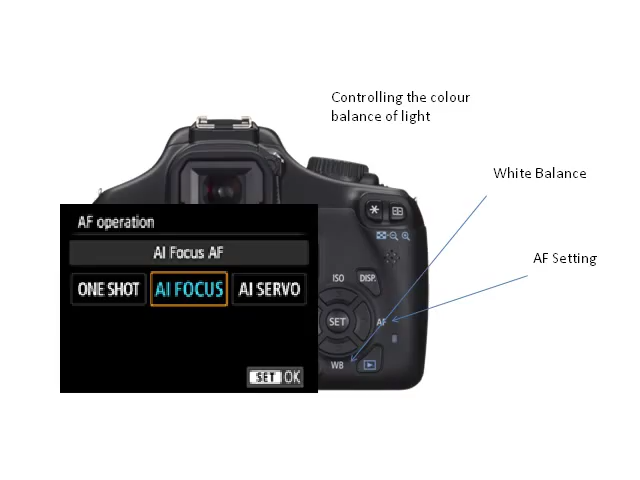 Controlling the colour
balance of light
White Balance
AF operation
AI Focus AF
AF Setting
ISO DISP.
ONE SHOT AI FOCUS AI SERVO
SET AF
WB
SET OK